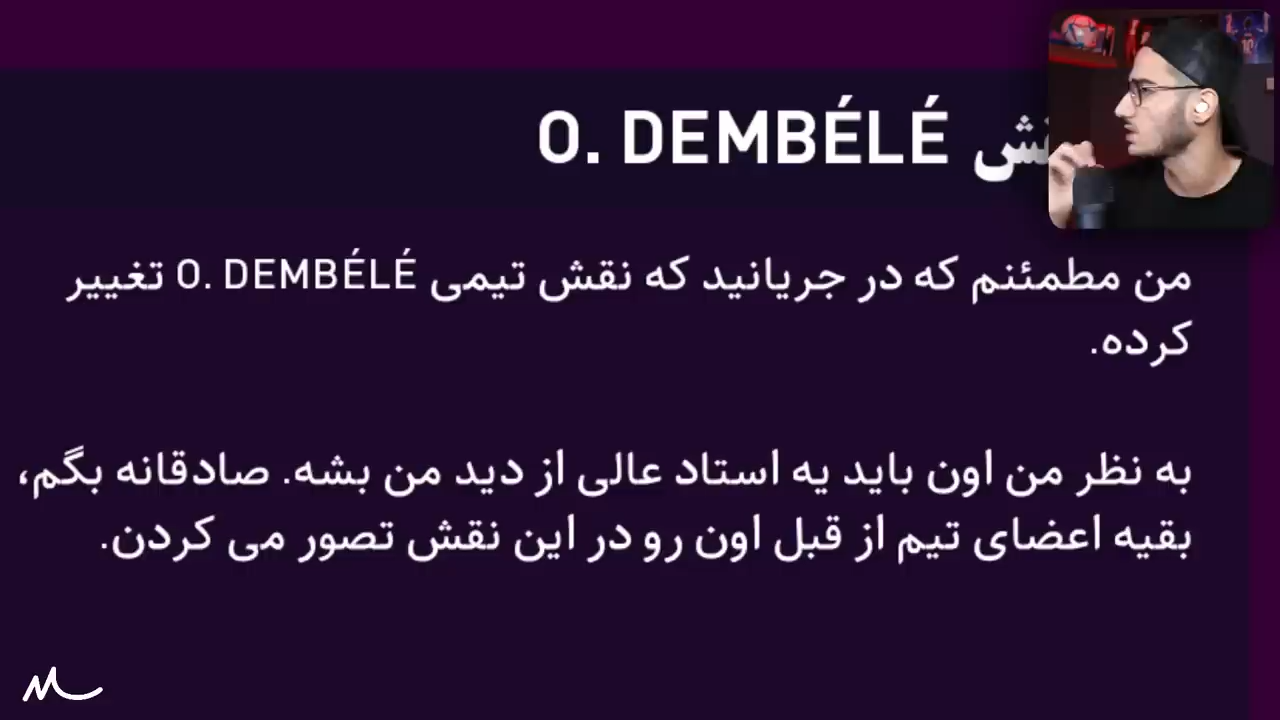 O. DEMBÉLÉ
من مطمئنم که در جریانید که نقش تیمی O. DEMBÉLÉ تغییر
کرده.
به نظر من اون باید یه استاد عالی از دید من بشه. صادقانه بگم،
بقیه اعضای تیم از قبل اون رو در این نقش تصور می کردن.